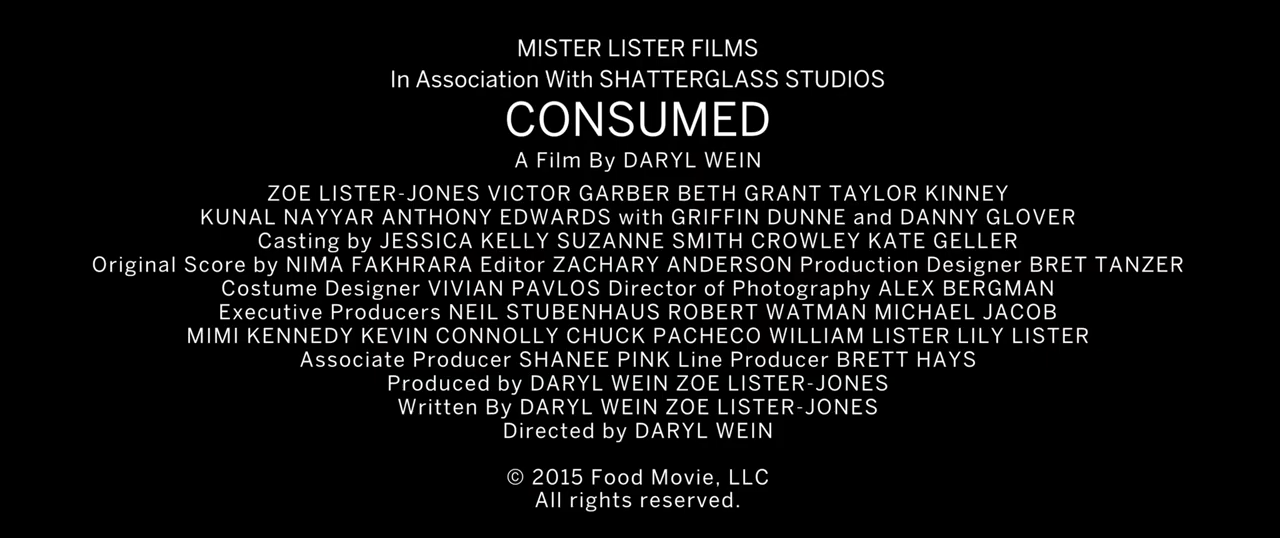 MISTER LISTER FILMS
In Association With SHATTERGLASS STUDIOS
CONSUMED
A Film By DARYL WEIN
ZOE LISTER-JONES VICTOR GARBER BETH GRANT TAYLOR KINNEY
KUNAL NAYYAR ANTHONY EDWARDS with GRIFFIN DUNNE and DANNY GLOVER
Casting by JESSICA KELLY SUZANNE SMITH CROWLEY KATE GELLER
Original Score by NIMA FAKHRARA Editor ZACHARY ANDERSON Production Designer BRET TANZER
Costume Designer VIVIAN PAVLOS Director of Photography ALEX BERGMAN
Executive Producers NEIL STUBENHAUS ROBERT WATMAN MICHAEL JACOB
MIMI KENNEDY KEVIN CONNOLLY CHUCK PACHECO WILLIAM LISTER LILY LISTER
Associate Producer SHANEE PINK Line Producer BRETT HAYS
Produced by DARYL WEIN ZOE LISTER-JONES
Written By DARYL WEIN ZOE LISTER-JONES
Directed by DARYL WEIN
© 2015 Food Movie, LLC
All rights reserved.